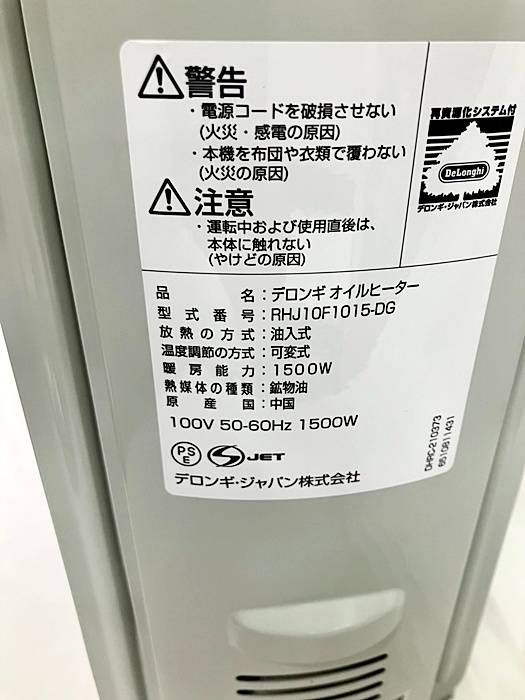 警告
・電源コードを破損させない
(火災・感電の原因)
・本機を布団や衣類で覆わない
(火災の原因)
注意
・運転中および使用直後は、
本体に触れない
(やけどの原因)
再資源化システム付
DeLonghi
デロンギ・ジャパン株式会社
品名：デロンギ オイルヒーター
型式番号：RHJ10F1015-DG
放熱の方式：油入式
温度調節の方式：可変式
暖房能力：1500W
熱媒体の種類：鉱物油
原産国：中国
100V 50-60Hz 1500W
PSE
JET
デロンギ・ジャパン株式会社
DHRC-210373
6510811431